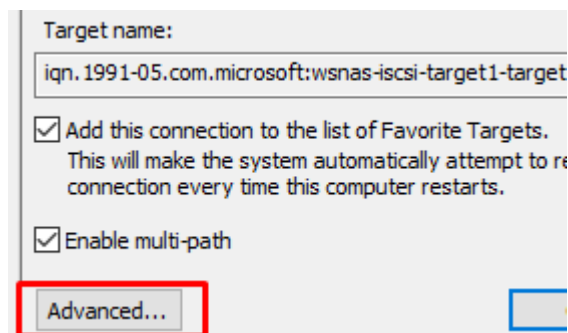 Target name:
iqn.1991-05.com.microsoft:wsnas-iscsi-target1-target
Add this connection to the list of Favorite Targets.
This will make the system automatically attempt to
connection every time this computer restarts.
Enable multi-path
Advanced...